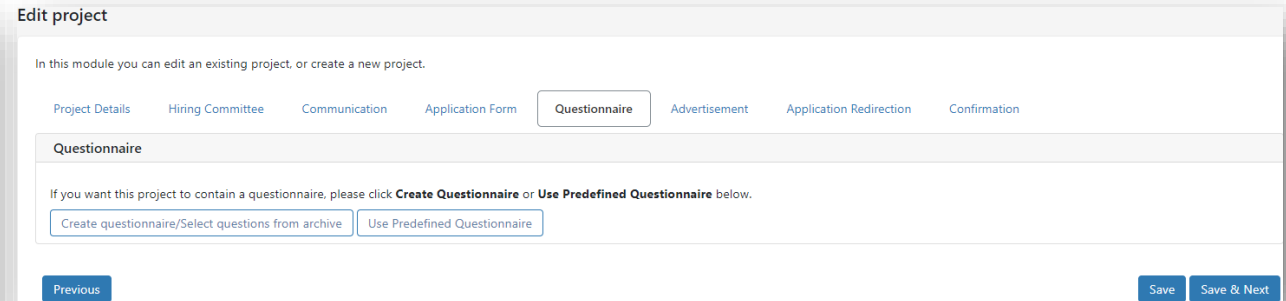 Edit project
In this module you can edit an existing project, or create a new project.
Project Details Hiring Committee Communication Application Form Questionnaire Advertisement Application Redirection Confirmation
Questionnaire
If you want this project to contain a questionnaire, please click Create Questionnaire or Use Predefined Questionnaire below.
Create questionnaire/Select questions from archive Use Predefined Questionnaire
Previous Save Save & Next